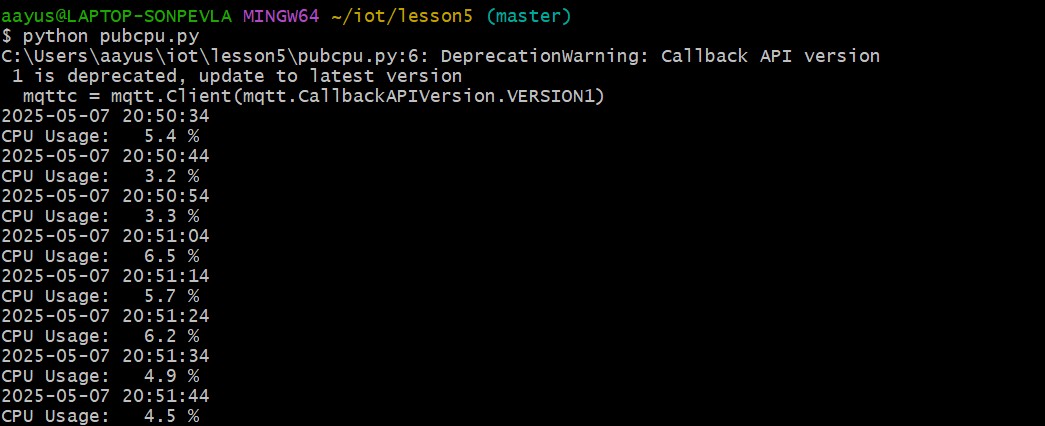 aayus@LAPTOP-SONPEVLA MINGW64 ~/iot/lesson5 (master)
$ python pubcpu.py
C:\Users\aayus\iot\lesson5\pubcpu.py:6: DeprecationWarning: Callback API version
 1 is deprecated, update to latest version
  mqttc = mqtt.Client(mqtt.CallbackAPIVersion.VERSION1)
2025-05-07 20:50:34
CPU Usage:   5.4 %
2025-05-07 20:50:44
CPU Usage:   3.2 %
2025-05-07 20:50:54
CPU Usage:   3.3 %
2025-05-07 20:51:04
CPU Usage:   6.5 %
2025-05-07 20:51:14
CPU Usage:   5.7 %
2025-05-07 20:51:24
CPU Usage:   6.2 %
2025-05-07 20:51:34
CPU Usage:   4.9 %
2025-05-07 20:51:44
CPU Usage:   4.5 %